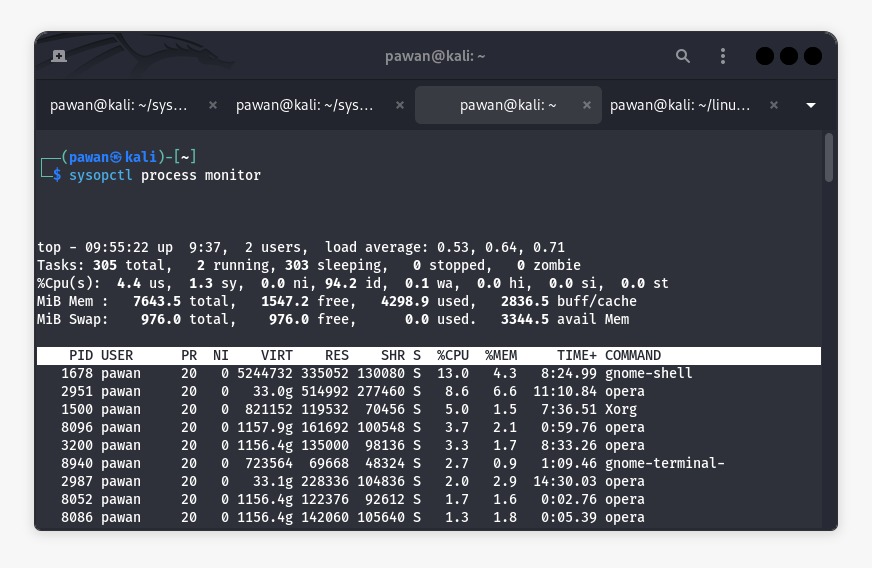 pawan@kali: ~
pawan@kali: ~/sys... × pawan@kali: ~/sys... × pawan@kali: ~ × pawan@kali: ~/linu... ×
┌──(pawan㉿kali)-[~]
└─$ sysopctl process monitor
top - 09:55:22 up  9:37,  2 users,  load average: 0.53, 0.64, 0.71
Tasks: 305 total,   2 running, 303 sleeping,   0 stopped,   0 zombie
%Cpu(s):  4.4 us,  1.3 sy,  0.0 ni, 94.2 id,  0.1 wa,  0.0 hi,  0.0 si,  0.0 st
MiB Mem :   7643.5 total,   1547.2 free,   4298.9 used,   2836.5 buff/cache
MiB Swap:    976.0 total,    976.0 free,      0.0 used.   3344.5 avail Mem
    PID USER      PR  NI    VIRT    RES    SHR S  %CPU  %MEM     TIME+ COMMAND
   1678 pawan     20   0 5244732 335052 130080 S  13.0   4.3   8:24.99 gnome-shell
   2951 pawan     20   0   33.0g 514992 277460 S   8.6   6.6  11:10.84 opera
   1500 pawan     20   0  821152 119532  70456 S   5.0   1.5   7:36.51 Xorg
   8096 pawan     20   0 1157.9g 161692 100548 S   3.7   2.1   0:59.76 opera
   3200 pawan     20   0 1156.4g 135000  98136 S   3.3   1.7   8:33.26 opera
   8940 pawan     20   0  723564  69668  48324 S   2.7   0.9   1:09.46 gnome-terminal-
   2987 pawan     20   0   33.1g 228336 104836 S   2.0   2.9  14:30.03 opera
   8052 pawan     20   0 1156.4g 122376  92612 S   1.7   1.6   0:02.76 opera
   8086 pawan     20   0 1156.4g 142060 105640 S   1.3   1.8   0:05.39 opera